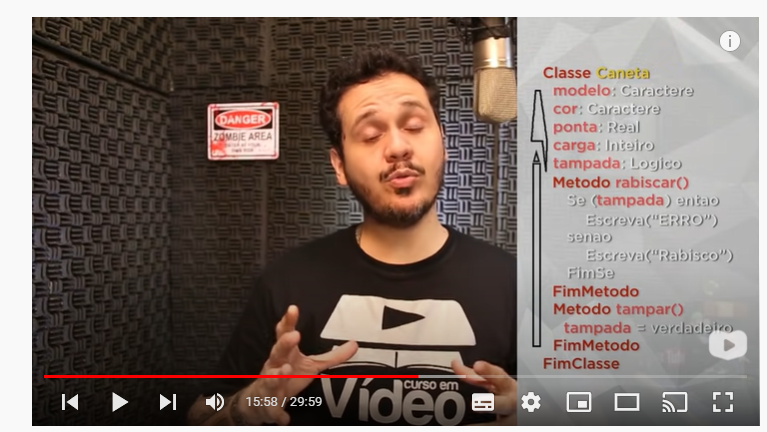 DANGER
ZOMBIE AREA
Classe Caneta
modelo: Caractere
cor: Caractere
ponta: Real
carga: Inteiro
tampada: Logico
Metodo rabiscar()
Se (tampada) entao
Escreva("ERRO")
senao
Escreva("Rabisco")
FimSe
FimMetodo
Metodo tampar()
tampada = verdadeiro
FimMetodo
FimClasse
curso em
Vídeo
15:58 / 29:59